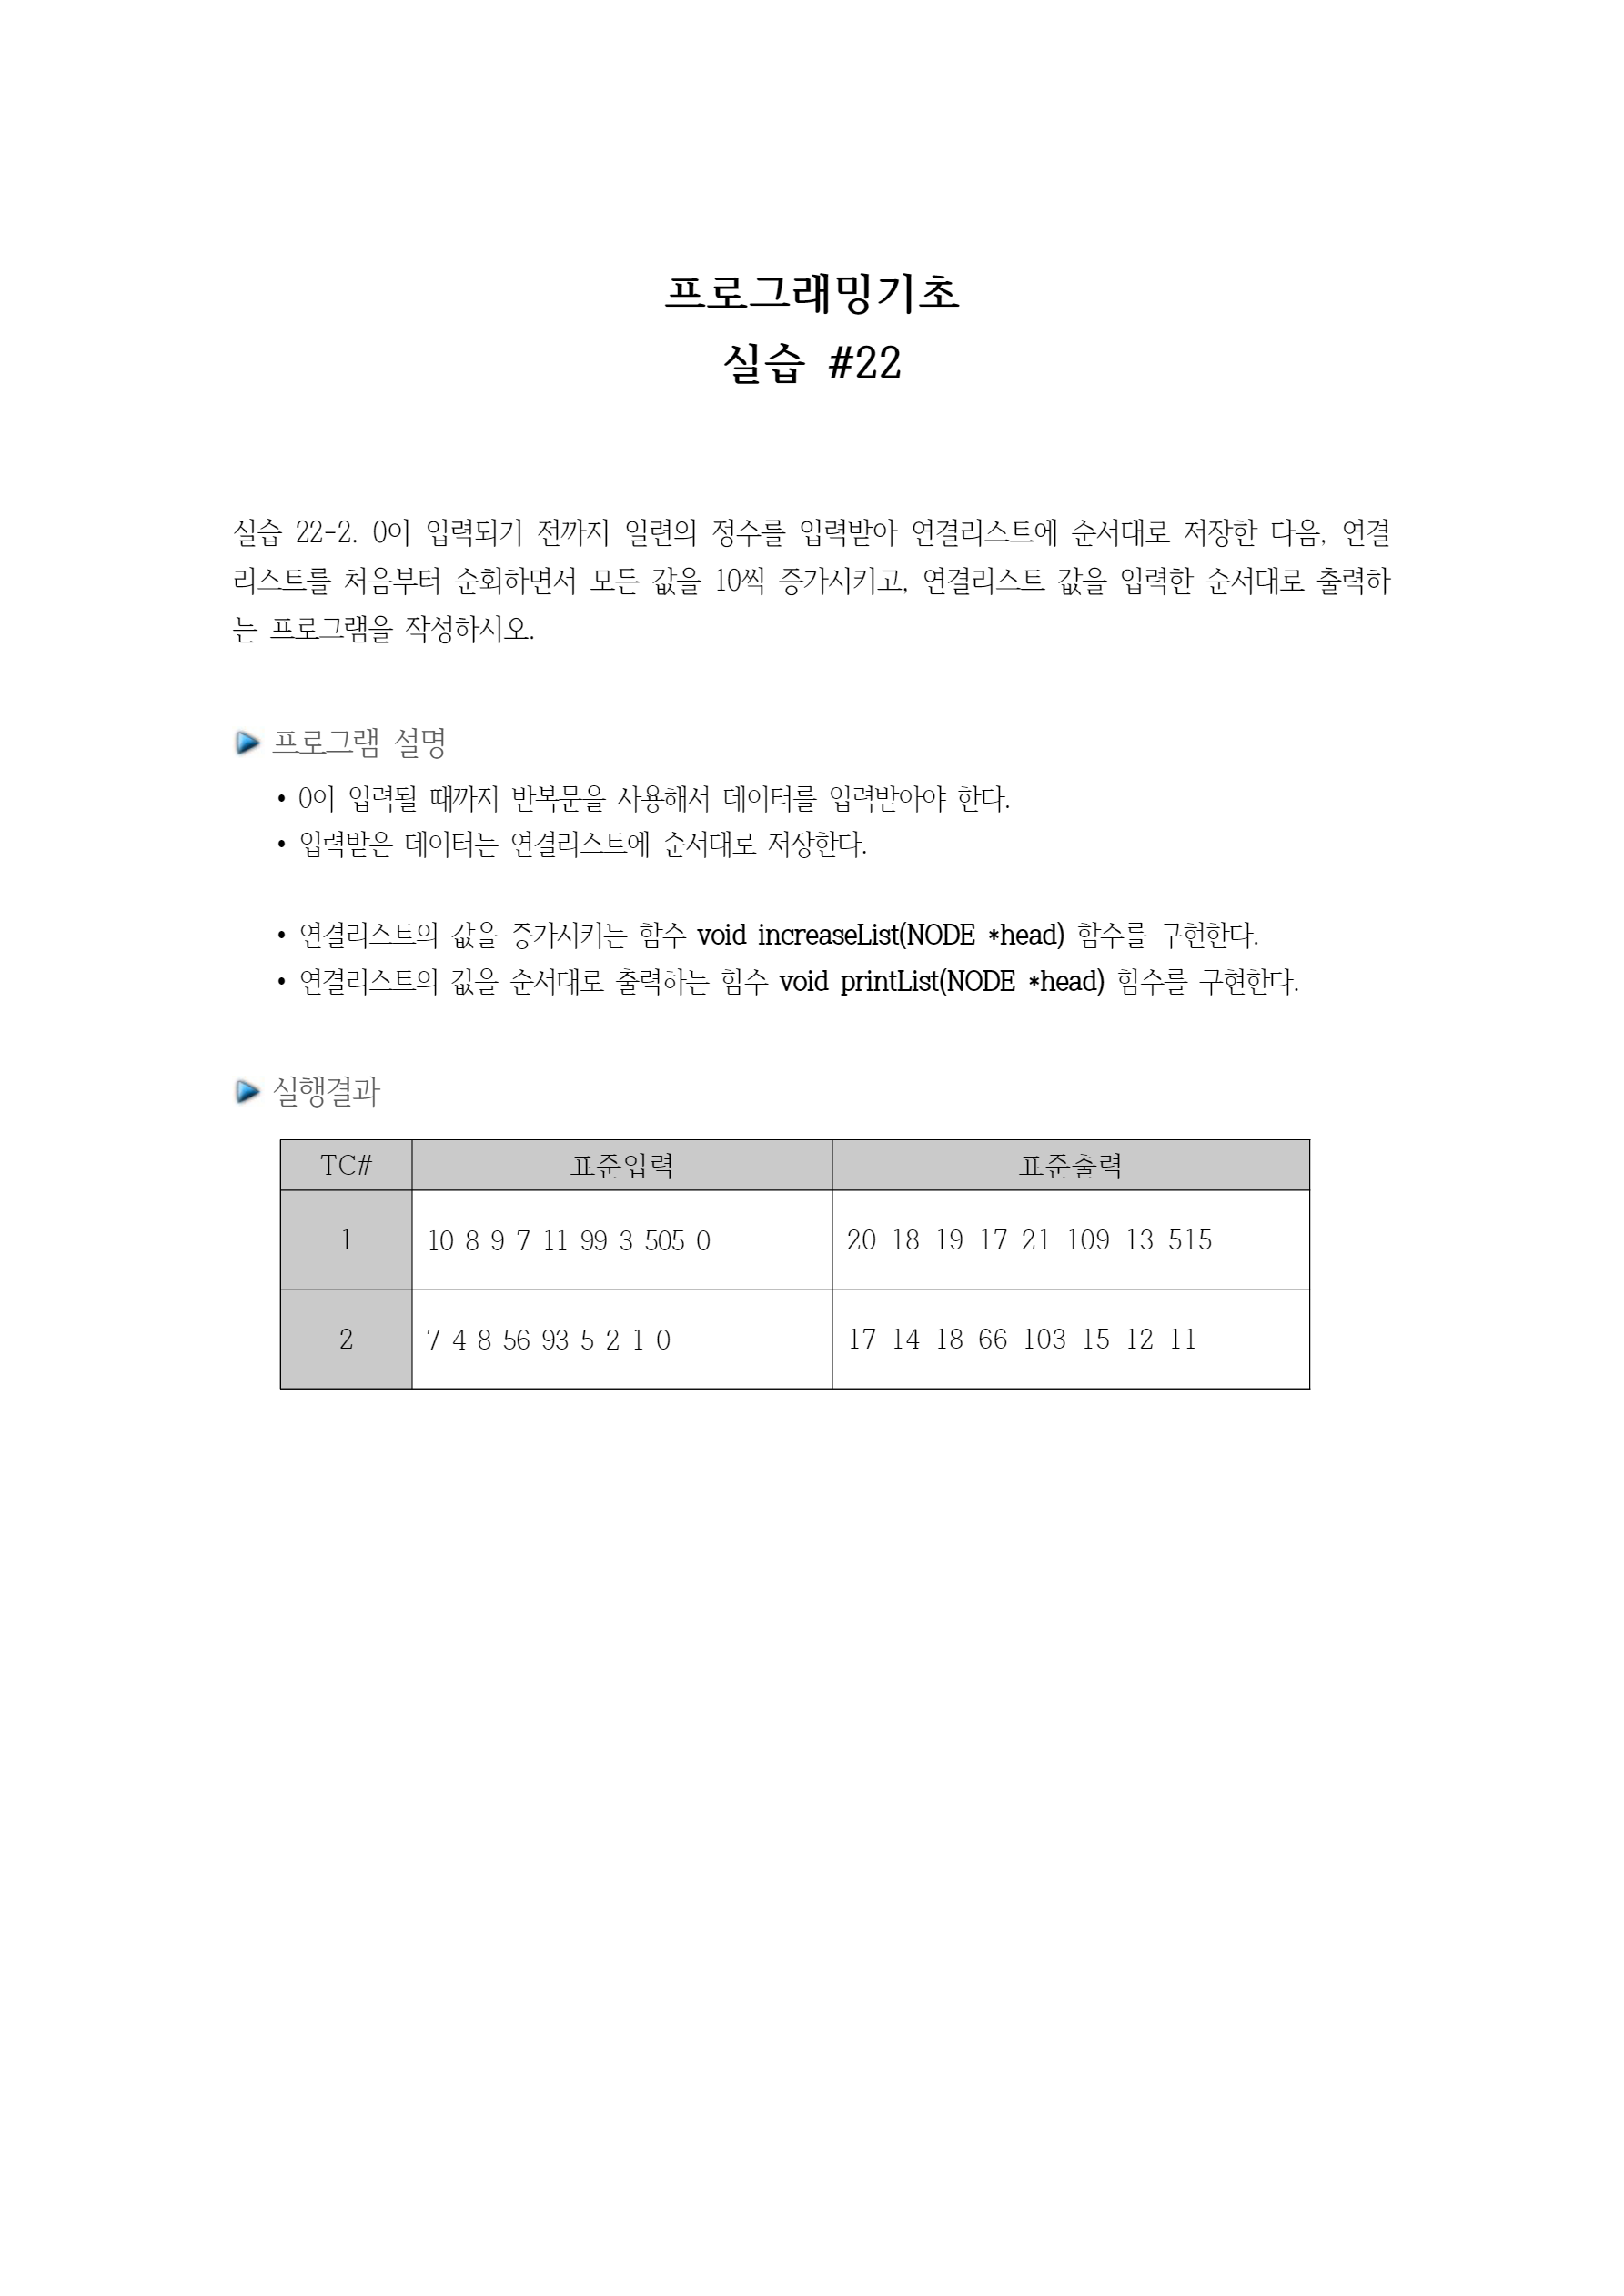 프로그래밍기초
실습 #22
실습 22-2. 0이 입력되기 전까지 일련의 정수를 입력받아 연결리스트에 순서대로 저장한 다음, 연결
리스트를 처음부터 순회하면서 모든 값을 10씩 증가시키고, 연결리스트 값을 입력한 순서대로 출력하
는 프로그램을 작성하시오.
프로그램 설명
• 0이 입력될 때까지 반복문을 사용해서 데이터를 입력받아야 한다.
• 입력받은 데이터는 연결리스트에 순서대로 저장한다.
• 연결리스트의 값을 증가시키는 함수 void increaseList(NODE *head) 함수를 구현한다.
• 연결리스트의 값을 순서대로 출력하는 함수 void printList(NODE *head) 함수를 구현한다.
실행결과
TC# 표준입력 표준출력
1 10 8 9 7 11 99 3 505 0 20 18 19 17 21 109 13 515
2 7 4 8 56 93 5 2 1 0 17 14 18 66 103 15 12 11